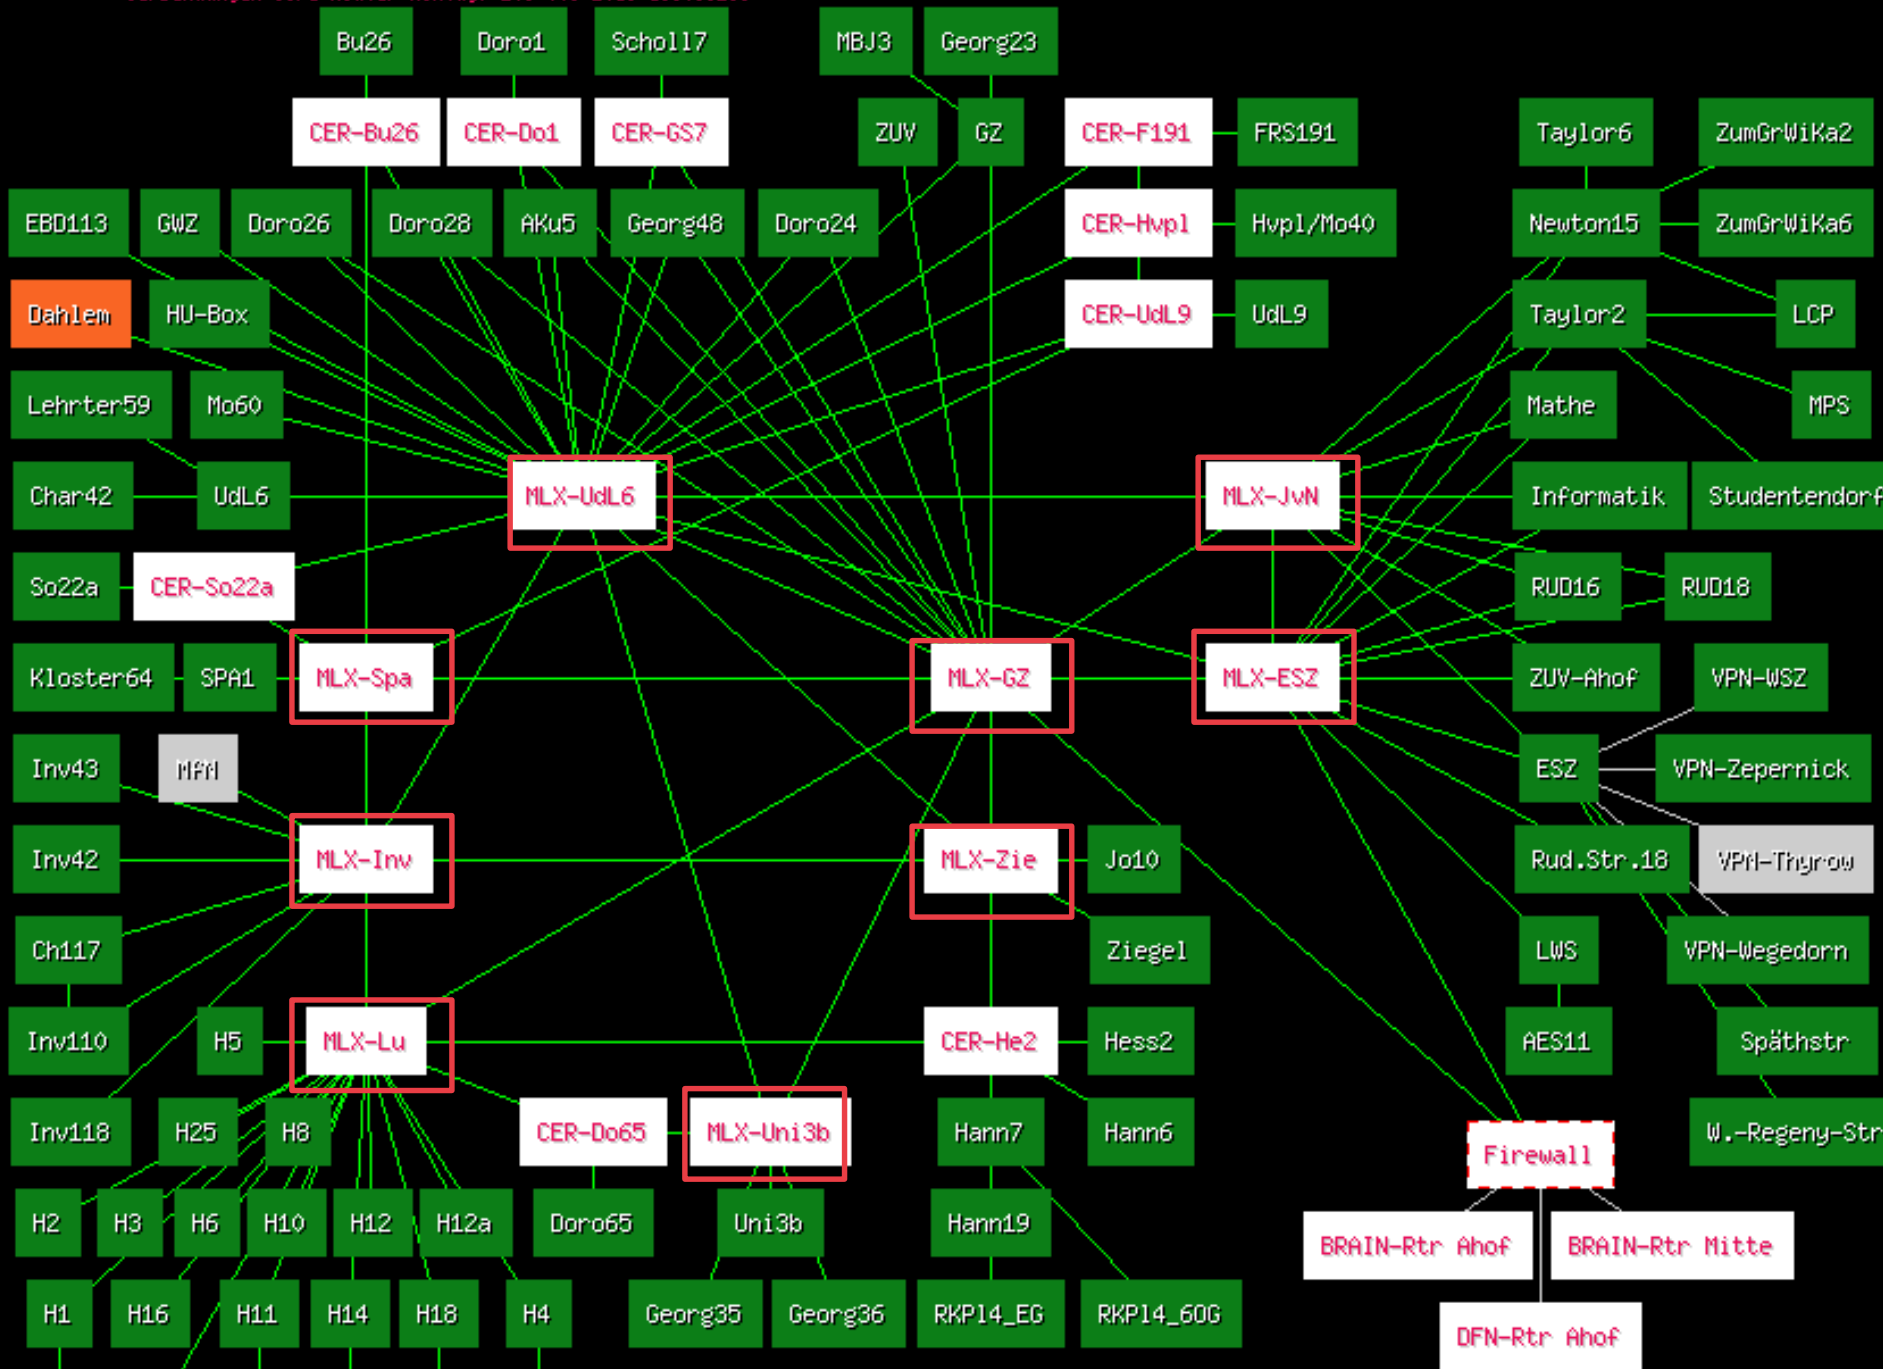 Bu26 Doro1 Scholl7 MBJ3 Georg23
CER-Bu26 CER-Do1 CER-GS7 ZUV GZ CER-F191 FRS191 Taylor6 ZumGrWiKa2
EBD113 GWZ Doro26 Doro28 AKu5 Georg48 Doro24 CER-Hvpl Hvpl/Mo40 Newton15 ZumGrWiKa6
Dahlem HU-Box CER-UdL9 UdL9 Taylor2 LCP
Lehrter59 Mo60 Mathe MPS
Char42 UdL6 MLX-UdL6 MLX-JvN Informatik Studentendorf
So22a CER-So22a RUD16 RUD18
Kloster64 SPA1 MLX-Spa MLX-GZ MLX-ESZ ZUV-Ahof VPN-WSZ
Inv43 MfN ESZ VPN-Zepernick
Inv42 MLX-Inv MLX-Zie Jo10 Rud.Str.18 VPN-Thyrow
Ch117 Ziegel LWS VPN-Wegedorn
Inv110 H5 MLX-Lu CER-He2 Hess2 AES11 Späthstr
Inv118 H25 H8 CER-Do65 MLX-Uni3b Hann7 Hann6 W.-Regeny-Str
Firewall
H2 H3 H6 H10 H12 H12a Doro65 Uni3b Hann19
BRAIN-Rtr Ahof BRAIN-Rtr Mitte
H1 H16 H11 H14 H18 H4 Georg35 Georg36 RKPl4_EG RKPl4_6OG
DFN-Rtr Ahof